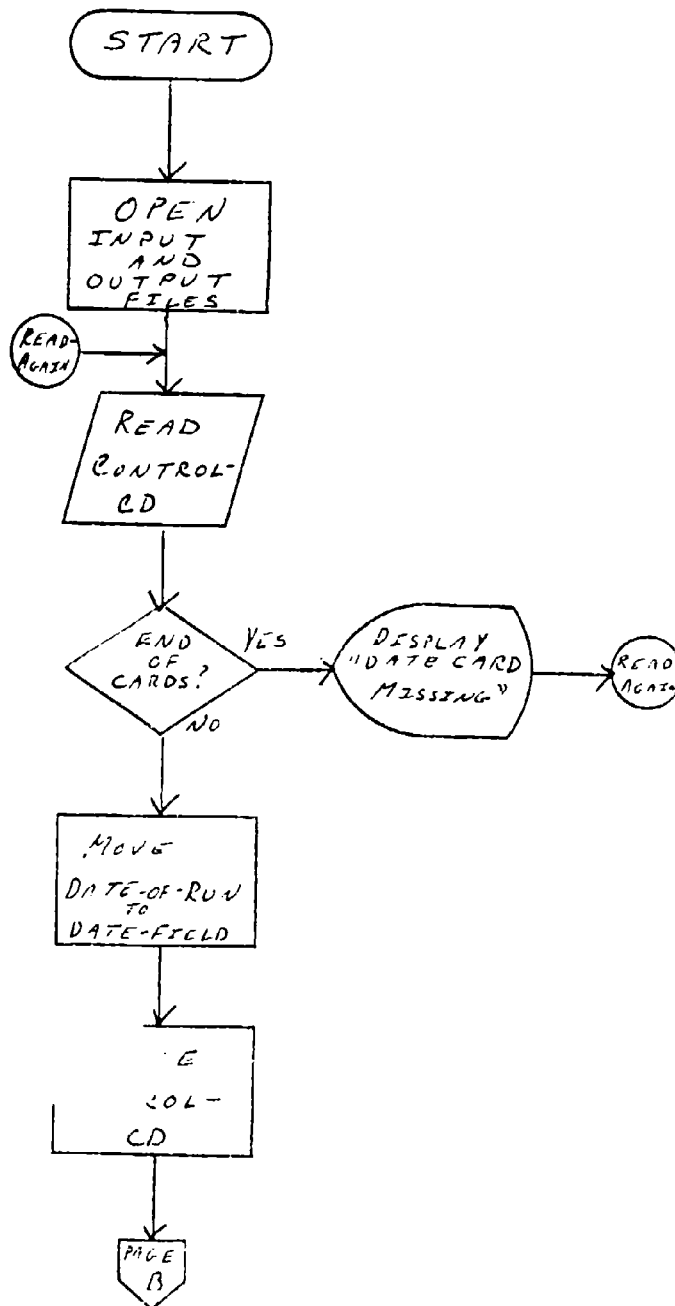 START
OPEN
INPUT
AND
OUTPUT
FILES
READ-
AGAIN
READ
CONTROL-
CD
END
OF
CARDS?
YES
NO
DISPLAY
"DATE CARD
MISSING"
READ
AGAIN
MOVE
DATE-OF-RUN
TO
DATE-FIELD
CD
PAGE
B